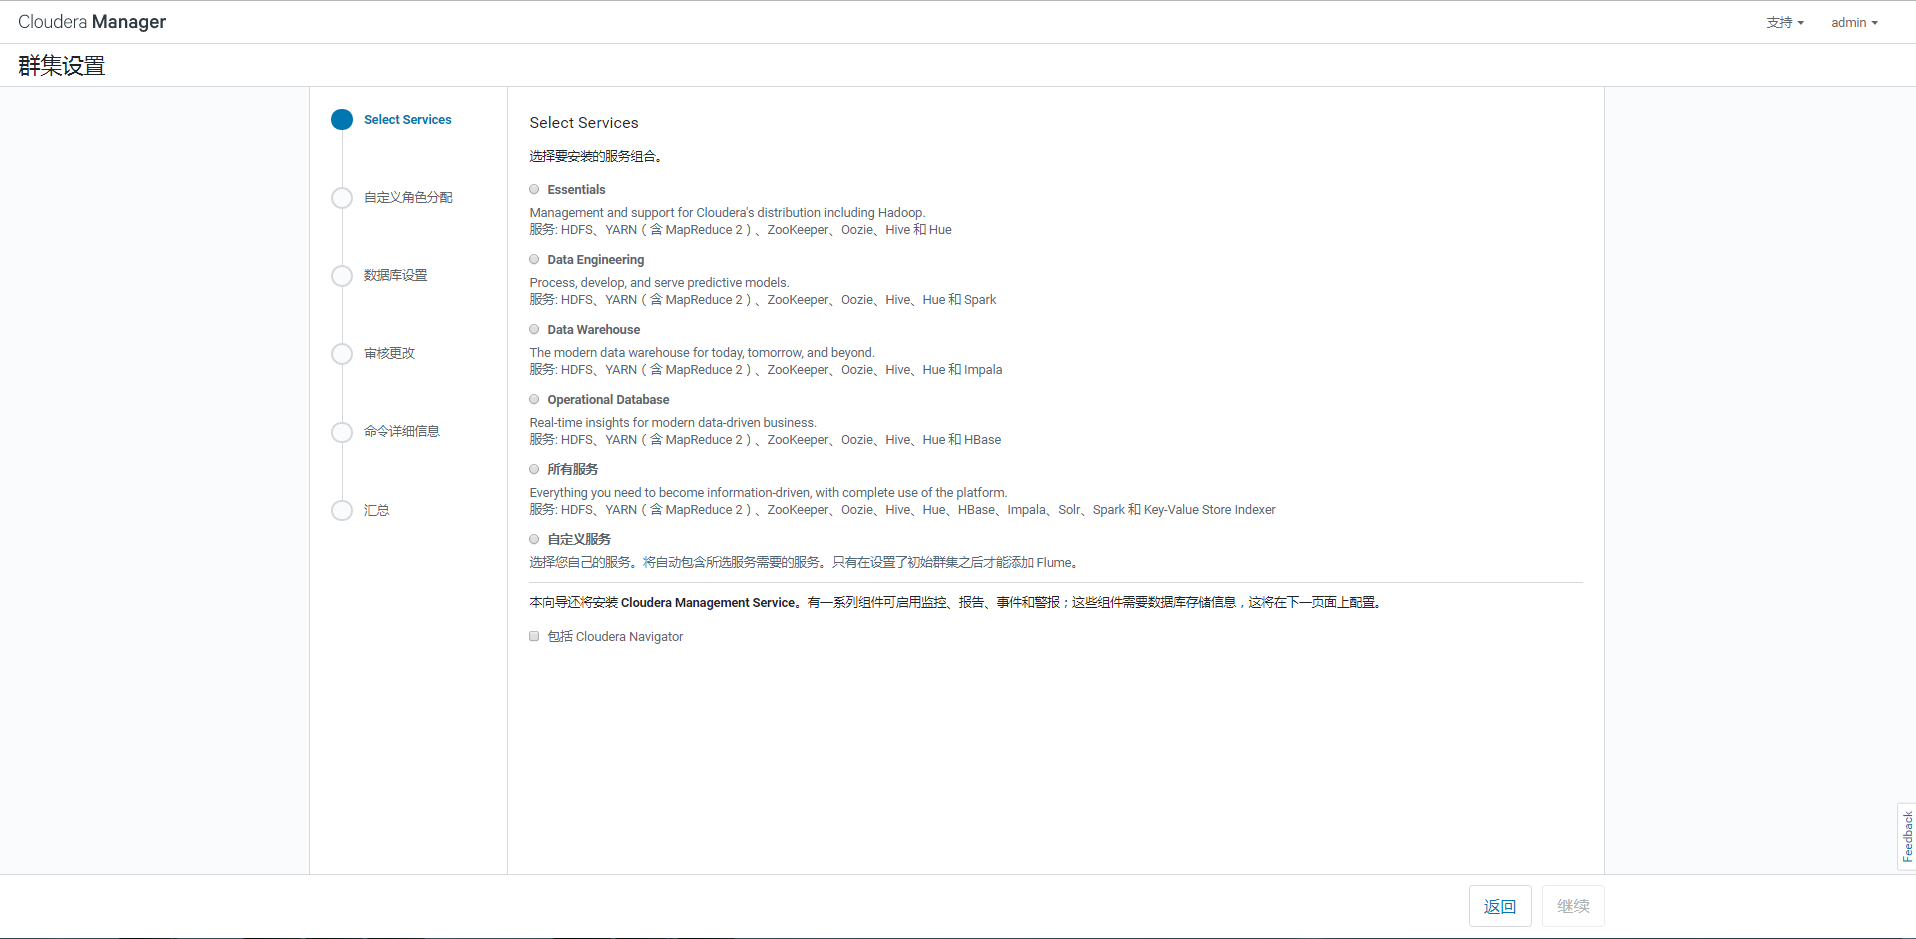 Cloudera Manager
支持
admin
群集设置
Select Services
自定义角色分配
数据库设置
审核更改
命令详细信息
汇总
Select Services
选择要安装的服务组合。
Essentials
Management and support for Cloudera's distribution including Hadoop.
服务: HDFS、YARN（含 MapReduce 2）、ZooKeeper、Oozie、Hive 和 Hue
Data Engineering
Process, develop, and serve predictive models.
服务: HDFS、YARN（含 MapReduce 2）、ZooKeeper、Oozie、Hive、Hue 和 Spark
Data Warehouse
The modern data warehouse for today, tomorrow, and beyond.
服务: HDFS、YARN（含 MapReduce 2）、ZooKeeper、Oozie、Hive、Hue 和 Impala
Operational Database
Real-time insights for modern data-driven business.
服务: HDFS、YARN（含 MapReduce 2）、ZooKeeper、Oozie、Hive、Hue 和 HBase
所有服务
Everything you need to become information-driven, with complete use of the platform.
服务: HDFS、YARN（含 MapReduce 2）、ZooKeeper、Oozie、Hive、Hue、HBase、Impala、Solr、Spark 和 Key-Value Store Indexer
自定义服务
选择您自己的服务。将自动包含所选服务需要的服务。只有在设置了初始群集之后才能添加 Flume。
本向导还将安装 Cloudera Management Service。有一系列组件可启用监控、报告、事件和警报；这些组件需要数据库存储信息，这将在下一页面上配置。
包括 Cloudera Navigator
Feedback
返回
继续